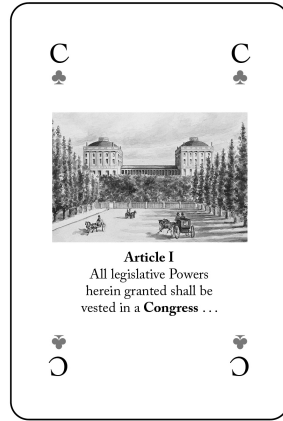 C C
Article I
All legislative Powers
herein granted shall be
vested in a Congress . . .
C C